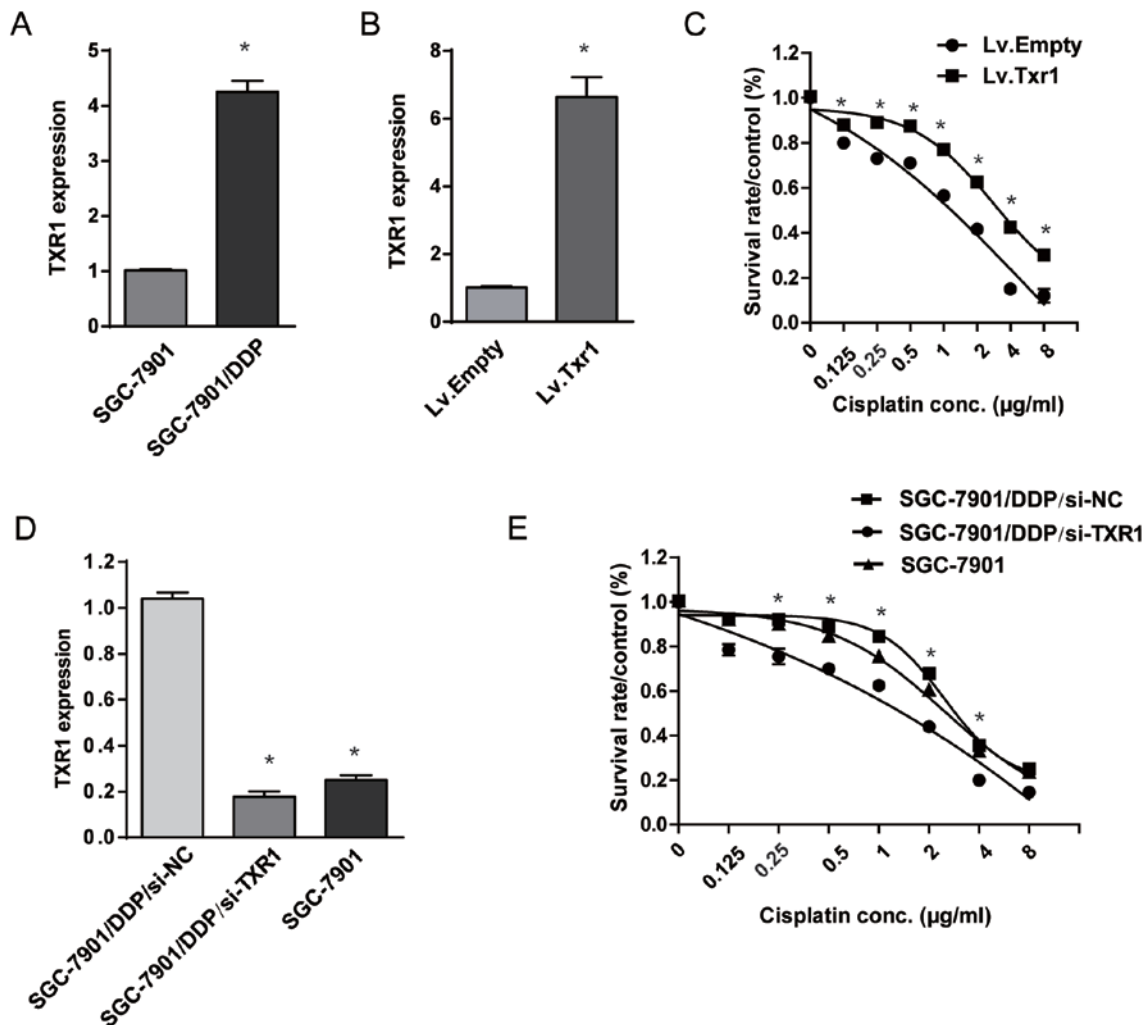 A
TXR1 expression
5
4
3
2
1
0
*
SGC-7901
SGC-7901/DDP
B
TXR1 expression
8
6
4
2
0
*
Lv.Empty
Lv.Txr1
C
Lv.Empty
Lv.Txr1
Survival rate/control (%)
1.2
1.0
0.8
0.6
0.4
0.2
0.0
* * * * * * *
0 0.125 0.25 0.5 1 2 4 8
Cisplatin conc. (μg/ml)
D
TXR1 expression
1.2
1.0
0.8
0.6
0.4
0.2
0.0
* *
SGC-7901/DDP/si-NC
SGC-7901/DDP/si-TXR1
SGC-7901
E
SGC-7901/DDP/si-NC
SGC-7901/DDP/si-TXR1
SGC-7901
Survival rate/control (%)
1.2
1.0
0.8
0.6
0.4
0.2
0.0
* * * * *
0 0.125 0.25 0.5 1 2 4 8
Cisplatin conc. (μg/ml)